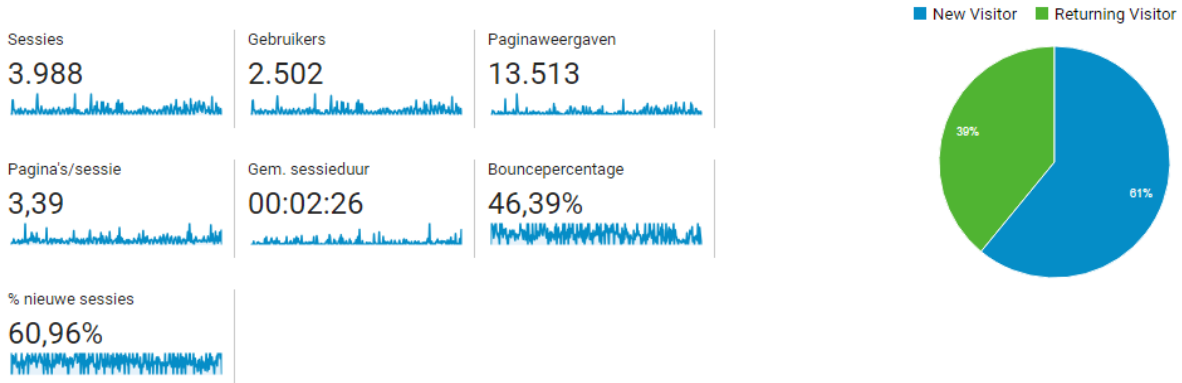 New Visitor Returning Visitor
Sessies
3.988
Gebruikers
2.502
Paginaweergaven
13.513
Pagina's/sessie
3,39
Gem. sessieduur
00:02:26
Bouncepercentage
46,39%
% nieuwe sessies
60,96%
39%
61%